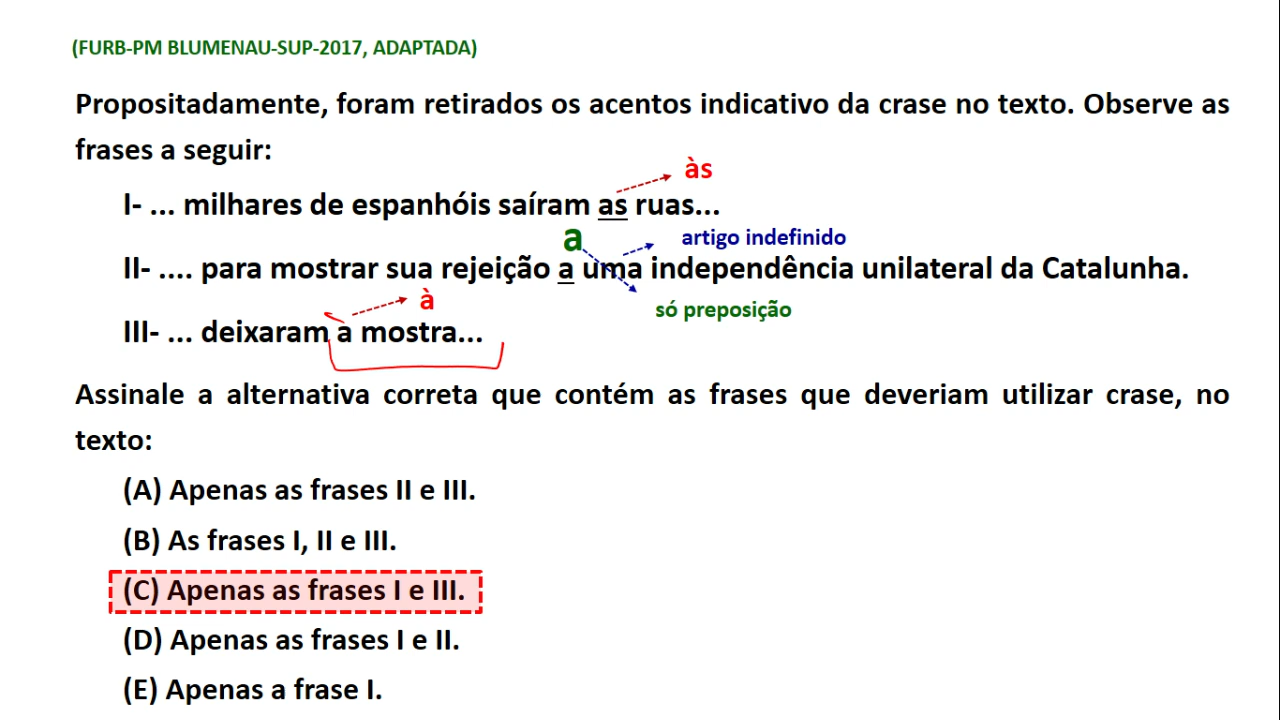 (FURB-PM BLUMENAU-SUP-2017, ADAPTADA)
Propositadamente, foram retirados os acentos indicativo da crase no texto. Observe as
frases a seguir:
às
I- ... milhares de espanhóis saíram as ruas...
a artigo indefinido
II- .... para mostrar sua rejeição a uma independência unilateral da Catalunha.
à só preposição
III- ... deixaram a mostra...
Assinale a alternativa correta que contém as frases que deveriam utilizar crase, no
texto:
(A) Apenas as frases II e III.
(B) As frases I, II e III.
(C) Apenas as frases I e III.
(D) Apenas as frases I e II.
(E) Apenas a frase I.